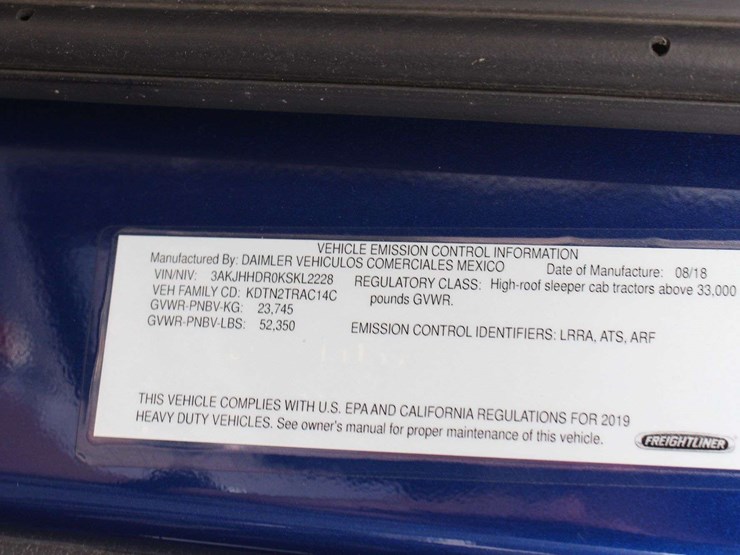 VEHICLE EMISSION CONTROL INFORMATION
Manufactured By: DAIMLER VEHICULOS COMERCIALES MEXICO Date of Manufacture: 08/18
VIN/NIV: 3AKJHHDR0KSKL2228 REGULATORY CLASS: High-roof sleeper cab tractors above 33,000
VEH FAMILY CD: KDTN2TRAC14C pounds GVWR.
GVWR-PNBV-KG: 23,745
GVWR-PNBV-LBS: 52,350 EMISSION CONTROL IDENTIFIERS: LRRA, ATS, ARF
THIS VEHICLE COMPLIES WITH U.S. EPA AND CALIFORNIA REGULATIONS FOR 2019
HEAVY DUTY VEHICLES. See owner's manual for proper maintenance of this vehicle.
FREIGHTLINER